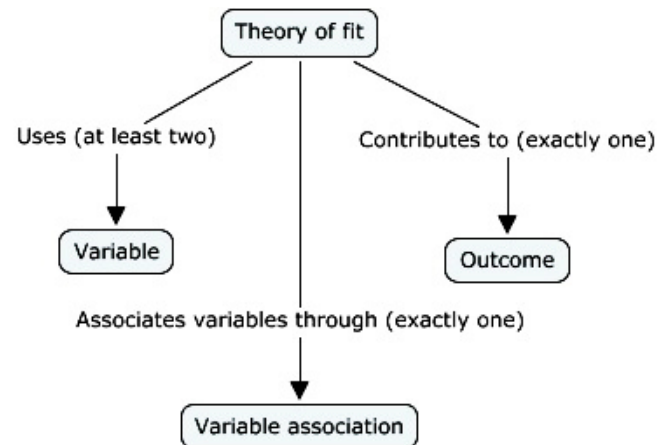 Theory of fit
Uses (at least two)
Contributes to (exactly one)
Variable
Outcome
Associates variables through (exactly one)
Variable association